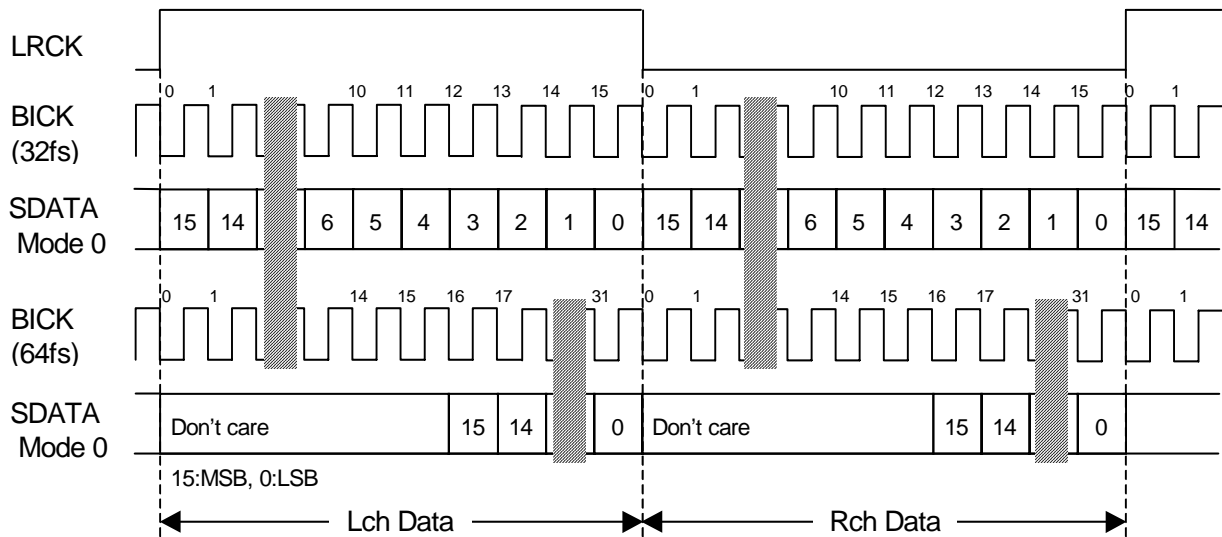 LRCK
0 1 10 11 12 13 14 15 0 1 10 11 12 13 14 15 0 1
BICK
(32fs)
SDATA
Mode 0
15 14 6 5 4 3 2 1 0 15 14 6 5 4 3 2 1 0 15 14
0 1 14 15 16 17 31 0 1 14 15 16 17 31 0 1
BICK
(64fs)
SDATA
Mode 0
Don't care 15 14 0 Don't care 15 14 0
15:MSB, 0:LSB
Lch Data Rch Data